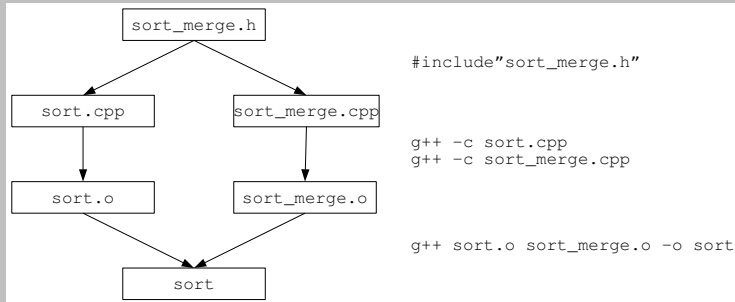 sort_merge.h
#include”sort_merge.h”
sort.cpp
sort_merge.cpp
g++ -c sort.cpp
g++ -c sort_merge.cpp
sort.o
sort_merge.o
g++ sort.o sort_merge.o -o sort
sort